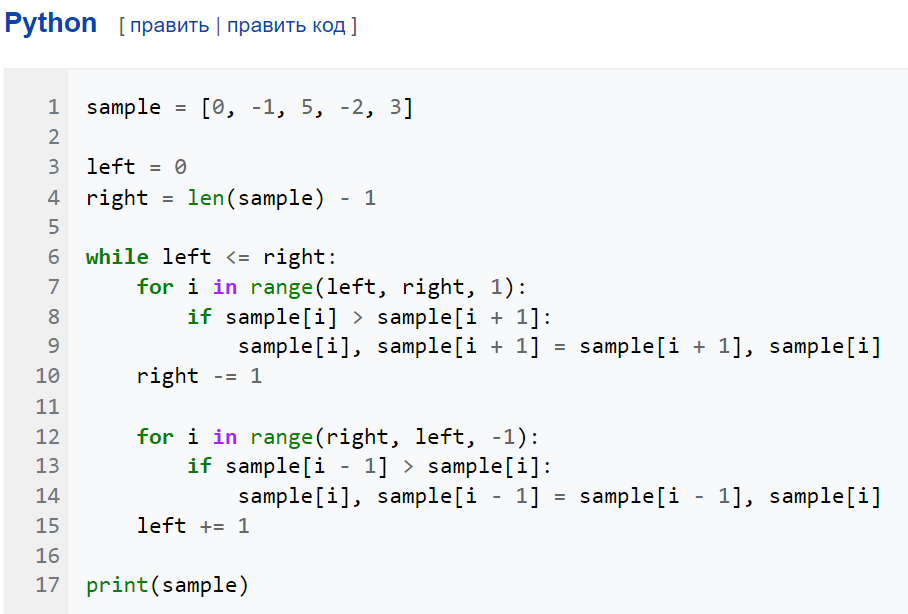 Python [ править | править код ]
1 sample = [0, -1, 5, -2, 3]
2
3 left = 0
4 right = len(sample) - 1
5
6 while left <= right:
7     for i in range(left, right, 1):
8         if sample[i] > sample[i + 1]:
9             sample[i], sample[i + 1] = sample[i + 1], sample[i]
10     right -= 1
11
12     for i in range(right, left, -1):
13         if sample[i - 1] > sample[i]:
14             sample[i], sample[i - 1] = sample[i - 1], sample[i]
15     left += 1
16
17 print(sample)